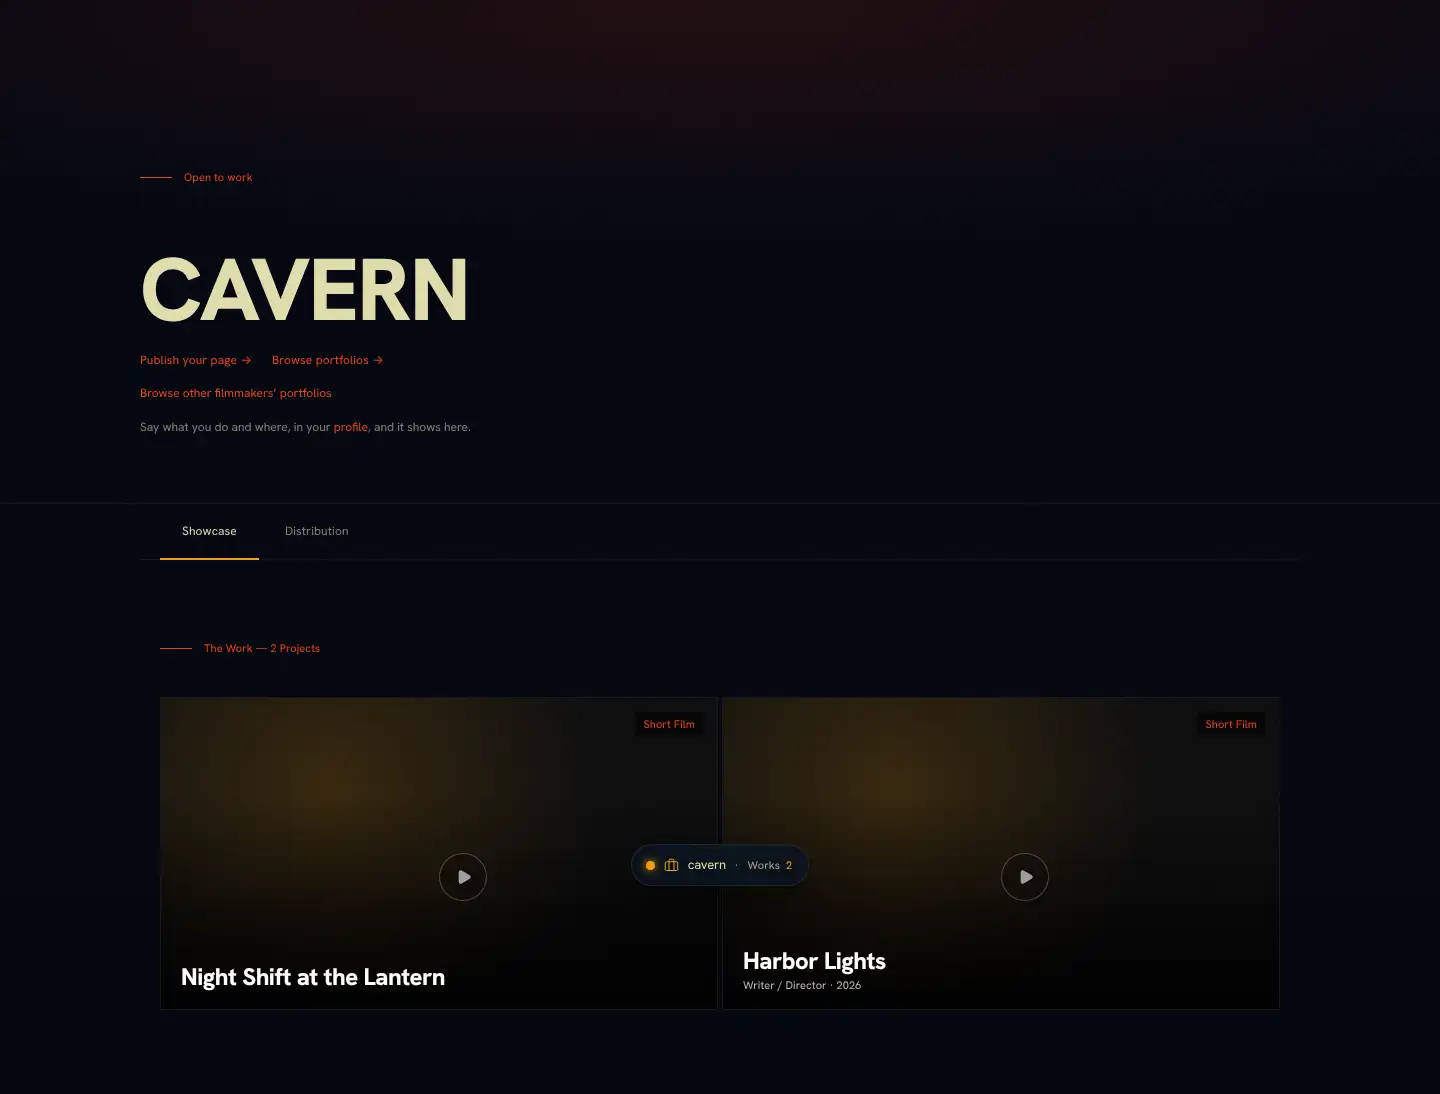 Open to work
CAVERN
Publish your page → Browse portfolios →
Browse other filmmakers’ portfolios
Say what you do and where, in your profile, and it shows here.
Showcase Distribution
The Work — 2 Projects
Short Film
Short Film
cavern · Works 2
Night Shift at the Lantern
Harbor Lights
Writer / Director · 2026